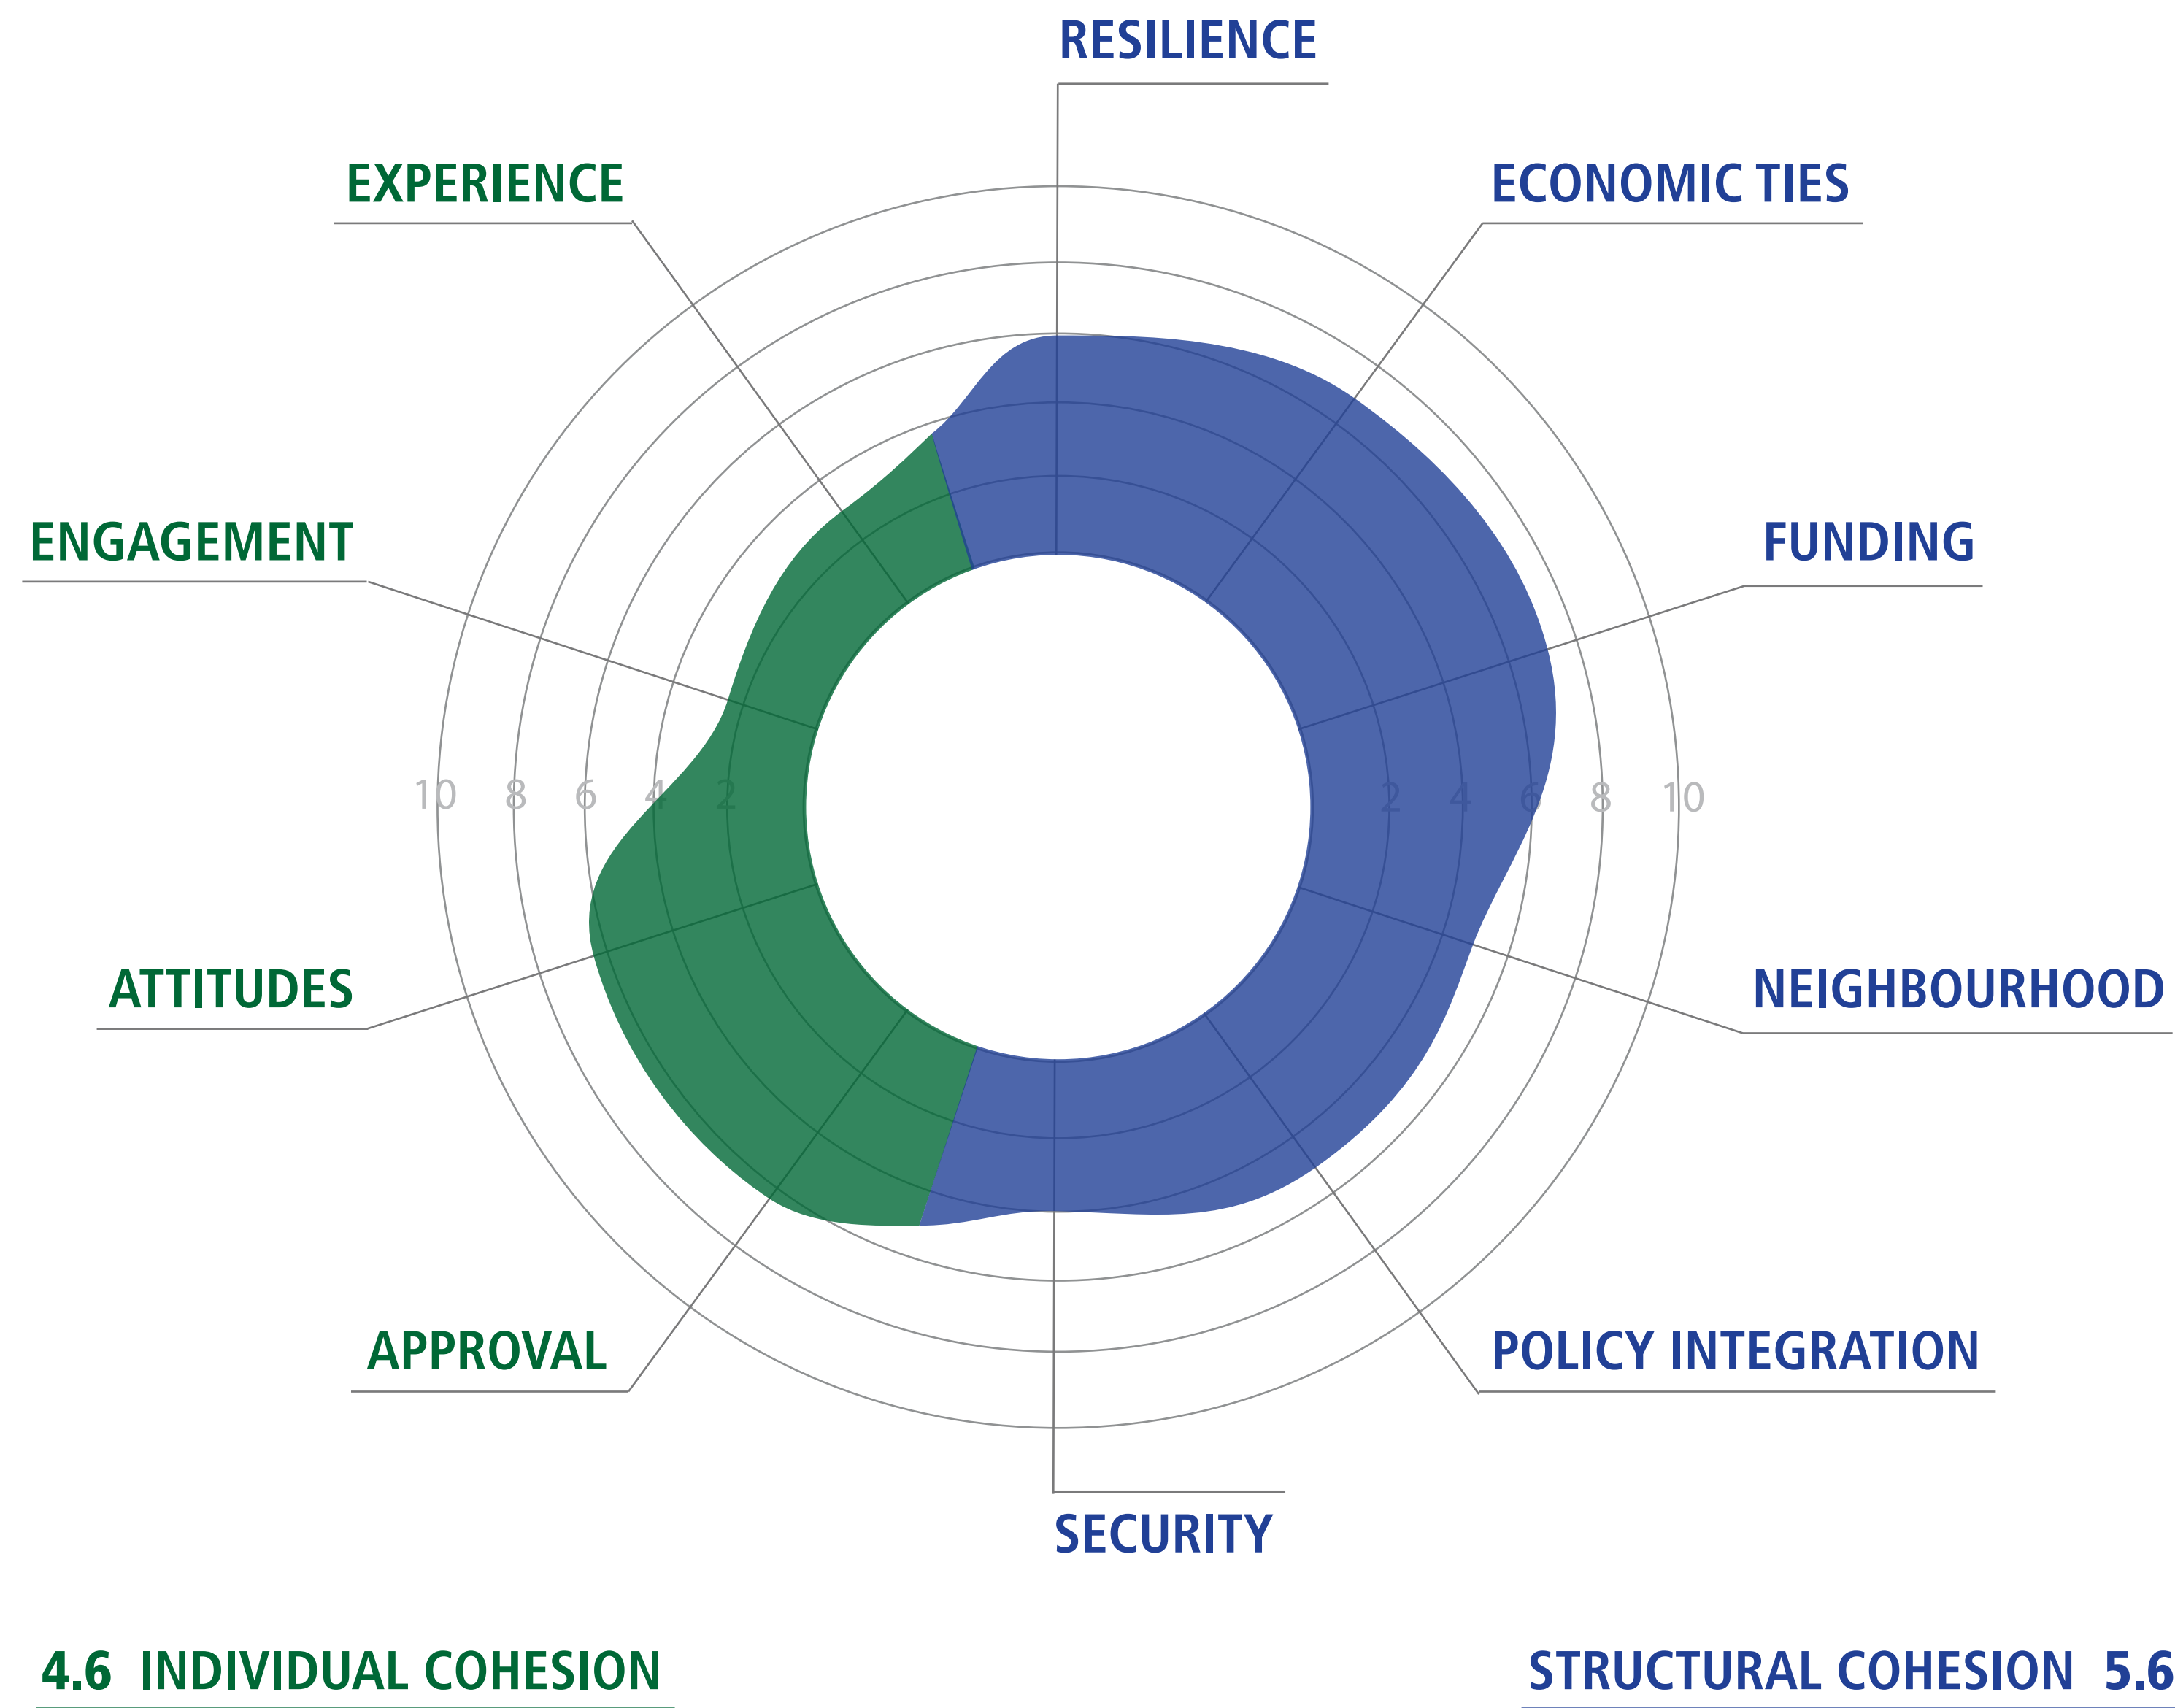 RESILIENCE
EXPERIENCE
ECONOMIC TIES
ENGAGEMENT
FUNDING
10 8 6 4 2 2 4 6 8 10
ATTITUDES
NEIGHBOURHOOD
APPROVAL
POLICY INTEGRATION
SECURITY
4.6 INDIVIDUAL COHESION
STRUCTURAL COHESION 5.6